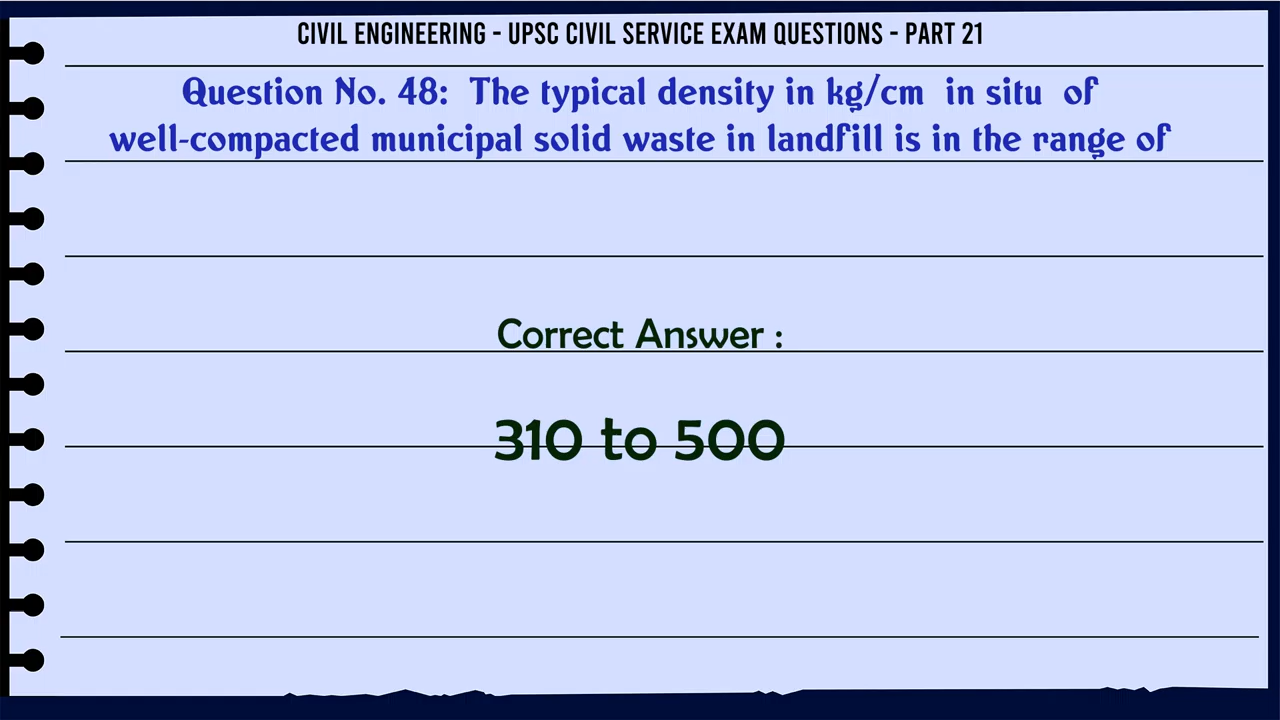 CIVIL ENGINEERING - UPSC CIVIL SERVICE EXAM QUESTIONS - PART 21
Question No. 48: The typical density in kg/cm in situ of
well-compacted municipal solid waste in landfill is in the range of
Correct Answer :
310 to 500